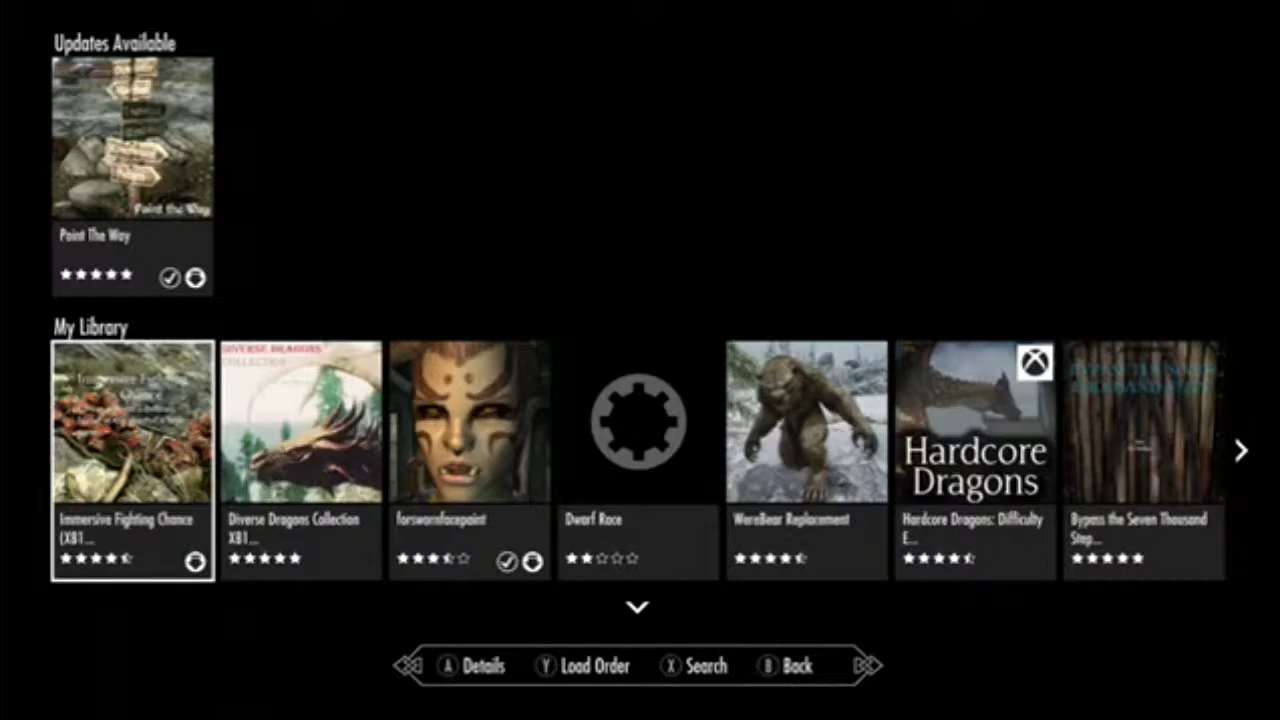 Updates Available
Point the Way
Point The Way
My Library
DIVERSE DRAGONS
COLLECTION
Hardcore
Dragons
Immersive Fighting Chance
(XB1...
Diverse Dragons Collection
XB1...
forswornfacepaint
Dwarf Race
WereBear Replacement
Hardcore Dragons: Difficulty
E...
Bypass the Seven Thousand
Step...
A Details
Y Load Order
X Search
B Back